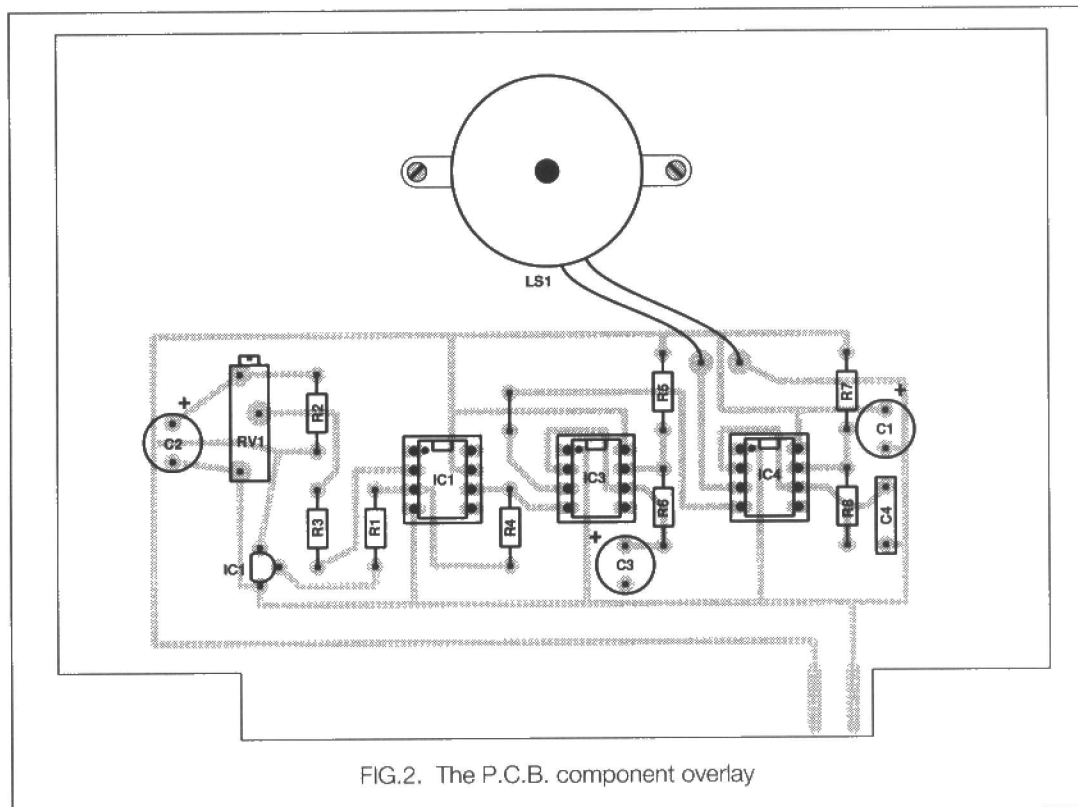 LS1
+
C2
RV1
R2
R3
R1
IC1
IC1
R4
IC3
+
C3
R5
R6
IC4
R7
R8
+
C1
C4
FIG.2. The P.C.B. component overlay